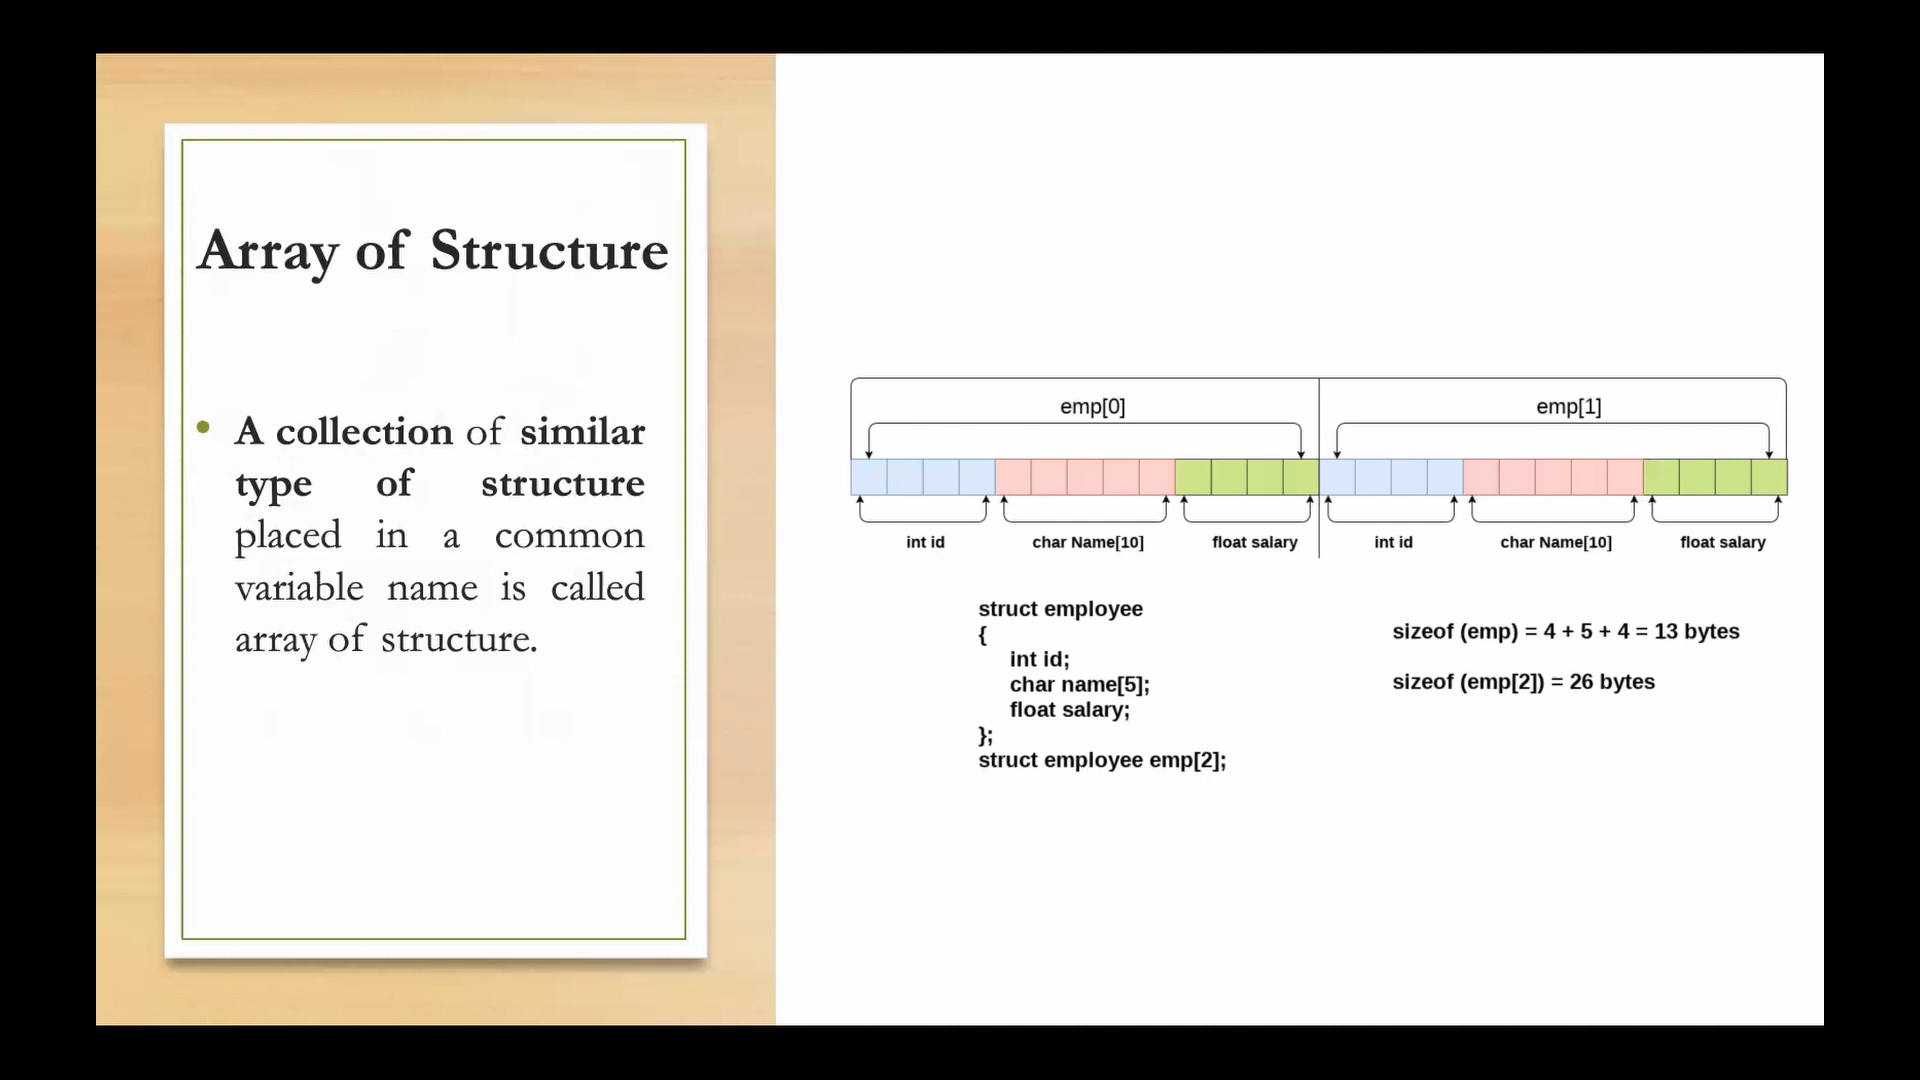 Array of Structure
• A collection of similar
type of structure
placed in a common
variable name is called
array of structure.
emp[0] emp[1]
int id char Name[10] float salary int id char Name[10] float salary
struct employee
{
int id;
char name[5];
float salary;
};
struct employee emp[2];
sizeof (emp) = 4 + 5 + 4 = 13 bytes
sizeof (emp[2]) = 26 bytes